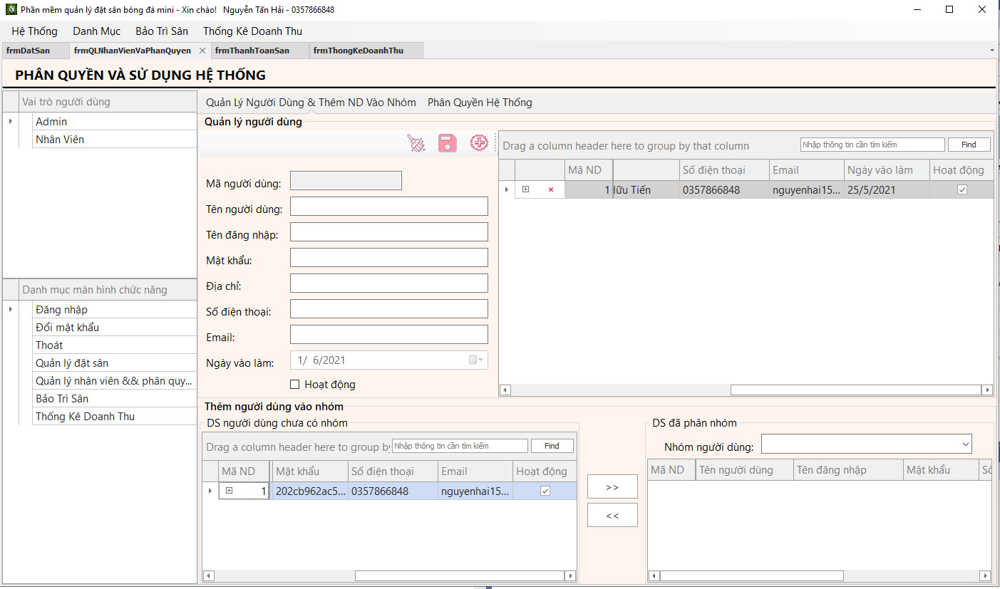 Phần mềm quản lý đặt sân bóng đá mini - Xin chào! Nguyễn Tấn Hải - 0357866848
Hệ Thống Danh Mục Bảo Trì Sân Thống Kê Doanh Thu
frmDatSan frmQLNhanVienVaPhanQuyen frmThanhToanSan frmThongKeDoanhThu
PHÂN QUYỀN VÀ SỬ DỤNG HỆ THỐNG
Vai trò người dùng
Admin
Nhân Viên
Danh mục màn hình chức năng
Đăng nhập
Đổi mật khẩu
Thoát
Quản lý đặt sân
Quản lý nhân viên && phân quy...
Bảo Trì Sân
Thống Kê Doanh Thu
Quản Lý Người Dùng & Thêm ND Vào Nhóm Phân Quyền Hệ Thống
Quản lý người dùng
Mã người dùng:
Tên người dùng:
Tên đăng nhập:
Mật khẩu:
Địa chỉ:
Số điện thoại:
Email:
Ngày vào làm: 1/ 6/2021
Hoạt động
Drag a column header here to group by that column Nhập thông tin cần tìm kiếm Find
Mã ND Số điện thoại Email Ngày vào làm Hoạt động
1 lữu Tiến 0357866848 nguyenhai15... 25/5/2021
Thêm người dùng vào nhóm
DS người dùng chưa có nhóm
Drag a column header here to group by Nhập thông tin cần tìm kiếm Find
Mã ND Mật khẩu Số điện thoại Email Hoạt động
1 202cb962ac5... 0357866848 nguyenhai15...
>>
<<
DS đã phân nhóm
Nhóm người dùng:
Mã ND Tên người dùng Tên đăng nhập Mật khẩu Số